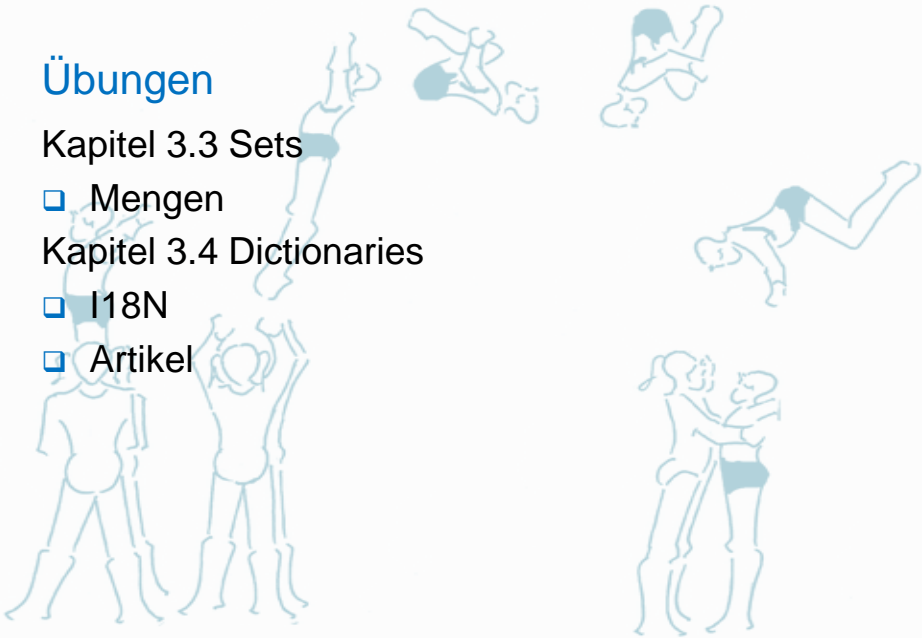 Übungen
Kapitel 3.3 Sets
❑ Mengen
Kapitel 3.4 Dictionaries
❑ I18N
❑ Artikel